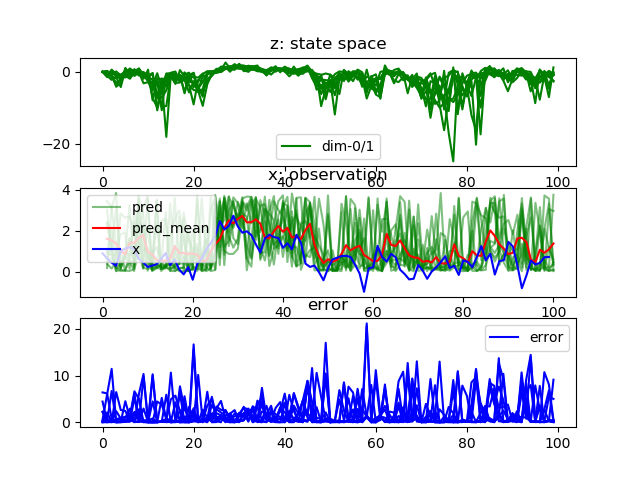 z: state space
0
−20
dim-0/1
0 20 40 60 80 100
x: observation
4
2
0
pred
pred_mean
x
0 20 40 60 80 100
error
20
10
0
error
0 20 40 60 80 100